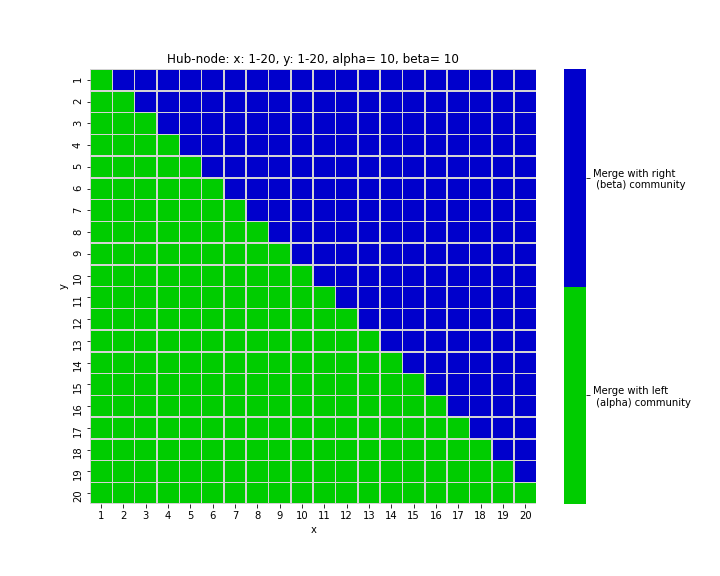 Hub-node: x: 1-20, y: 1-20, alpha= 10, beta= 10
1
2
3
4
5
6
7
8
9
10
11
12
13
14
15
16
17
18
19
20
y
1 2 3 4 5 6 7 8 9 10 11 12 13 14 15 16 17 18 19 20
x
Merge with right
(beta) community
Merge with left
(alpha) community